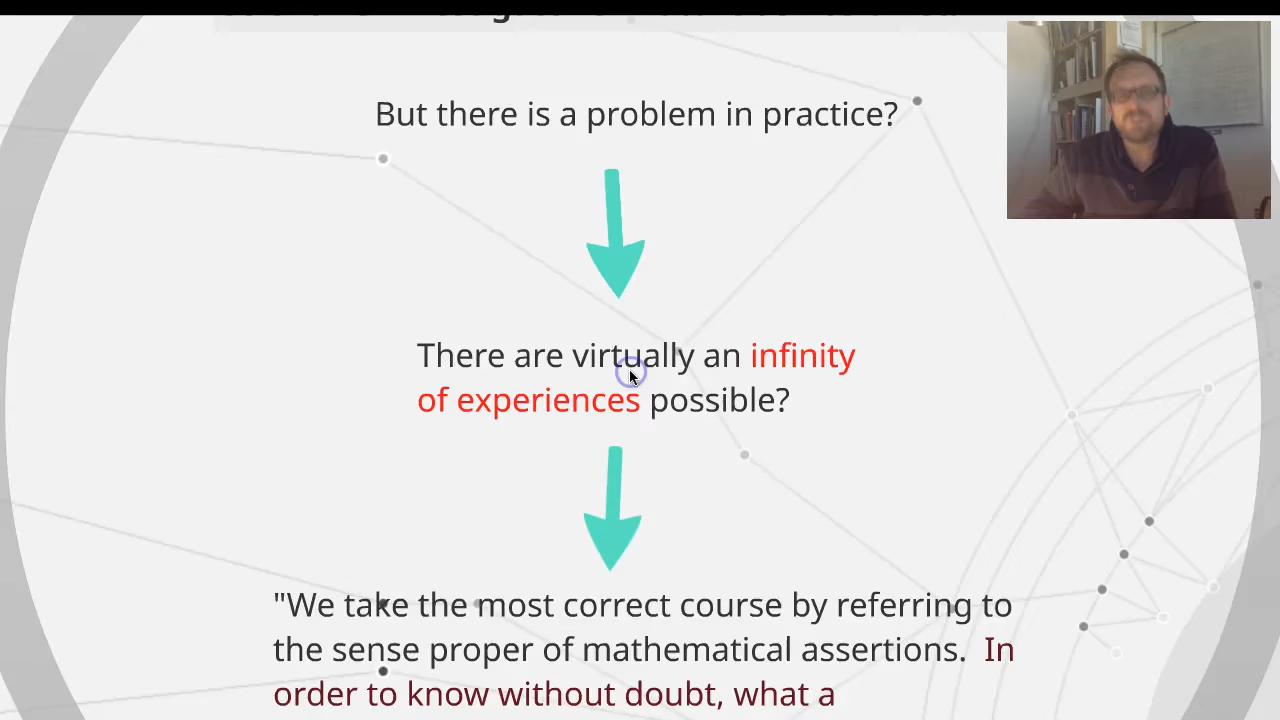 But there is a problem in practice?
There are virtually an infinity
of experiences possible?
"We take the most correct course by referring to
the sense proper of mathematical assertions. In
order to know without doubt, what a